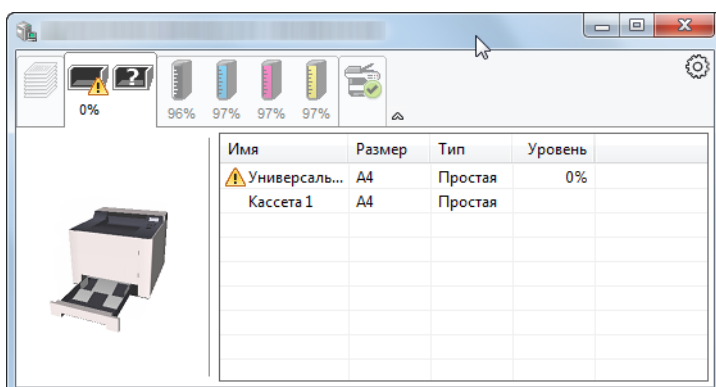 ?
0%
96% 97% 97% 97%
Имя Размер Тип Уровень
Универсаль... A4 Простая 0%
Кассета 1 A4 Простая